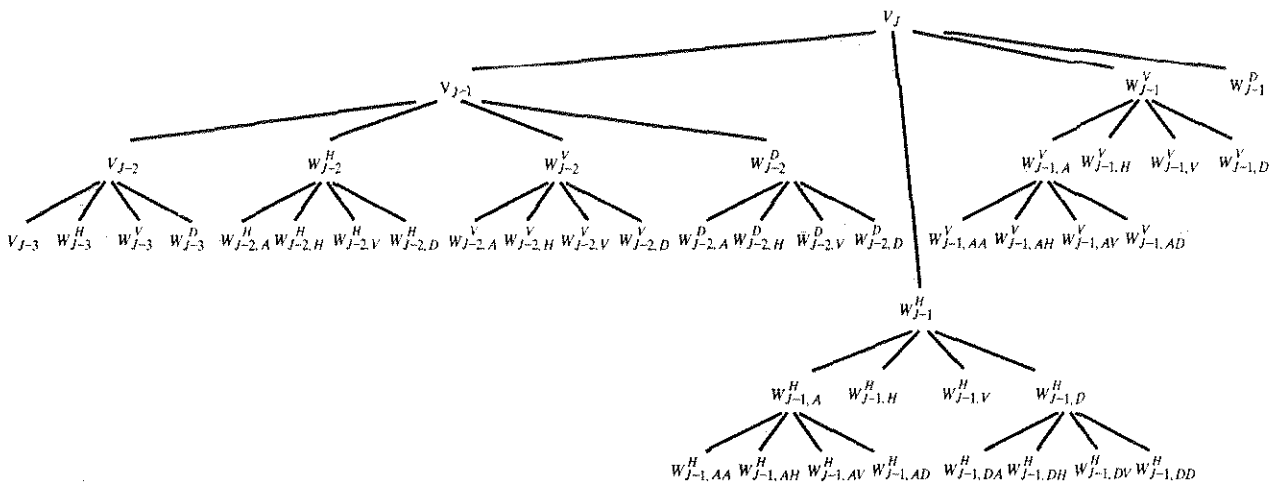 V_J
V_{J-1} W^V_{J-1} W^D_{J-1}
V_{J-2} W^H_{J-2} W^V_{J-2} W^D_{J-2} W^V_{J-1,A} W^V_{J-1,H} W^V_{J-1,V} W^V_{J-1,D}
V_{J-3} W^H_{J-3} W^V_{J-3} W^D_{J-3} W^H_{J-2,A} W^H_{J-2,H} W^H_{J-2,V} W^H_{J-2,D} W^V_{J-2,A} W^V_{J-2,H} W^V_{J-2,V} W^V_{J-2,D} W^D_{J-2,A} W^D_{J-2,H} W^D_{J-2,V} W^D_{J-2,D} W^V_{J-1,AA} W^V_{J-1,AH} W^V_{J-1,AV} W^V_{J-1,AD}
W^H_{J-1}
W^H_{J-1,A} W^H_{J-1,H} W^H_{J-1,V} W^H_{J-1,D}
W^H_{J-1,AA} W^H_{J-1,AH} W^H_{J-1,AV} W^H_{J-1,AD} W^H_{J-1,DA} W^H_{J-1,DH} W^H_{J-1,DV} W^H_{J-1,DD}